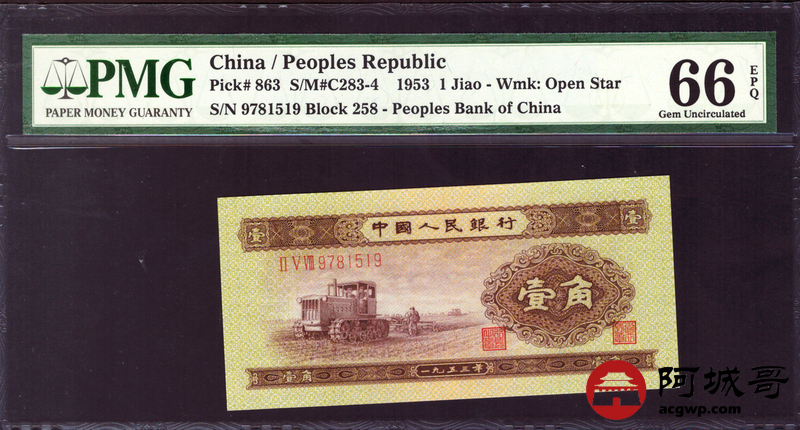 PMG
PAPER MONEY GUARANTY
China / Peoples Republic
Pick# 863 S/M#C283-4 1953 1 Jiao - Wmk: Open Star
S/N 9781519 Block 258 - Peoples Bank of China
66
EPQ
Gem Uncirculated
中國人民銀行
壹
壹
II V VIII 9781519
壹角
壹角
一九五三年
阿城哥
acgwp.com